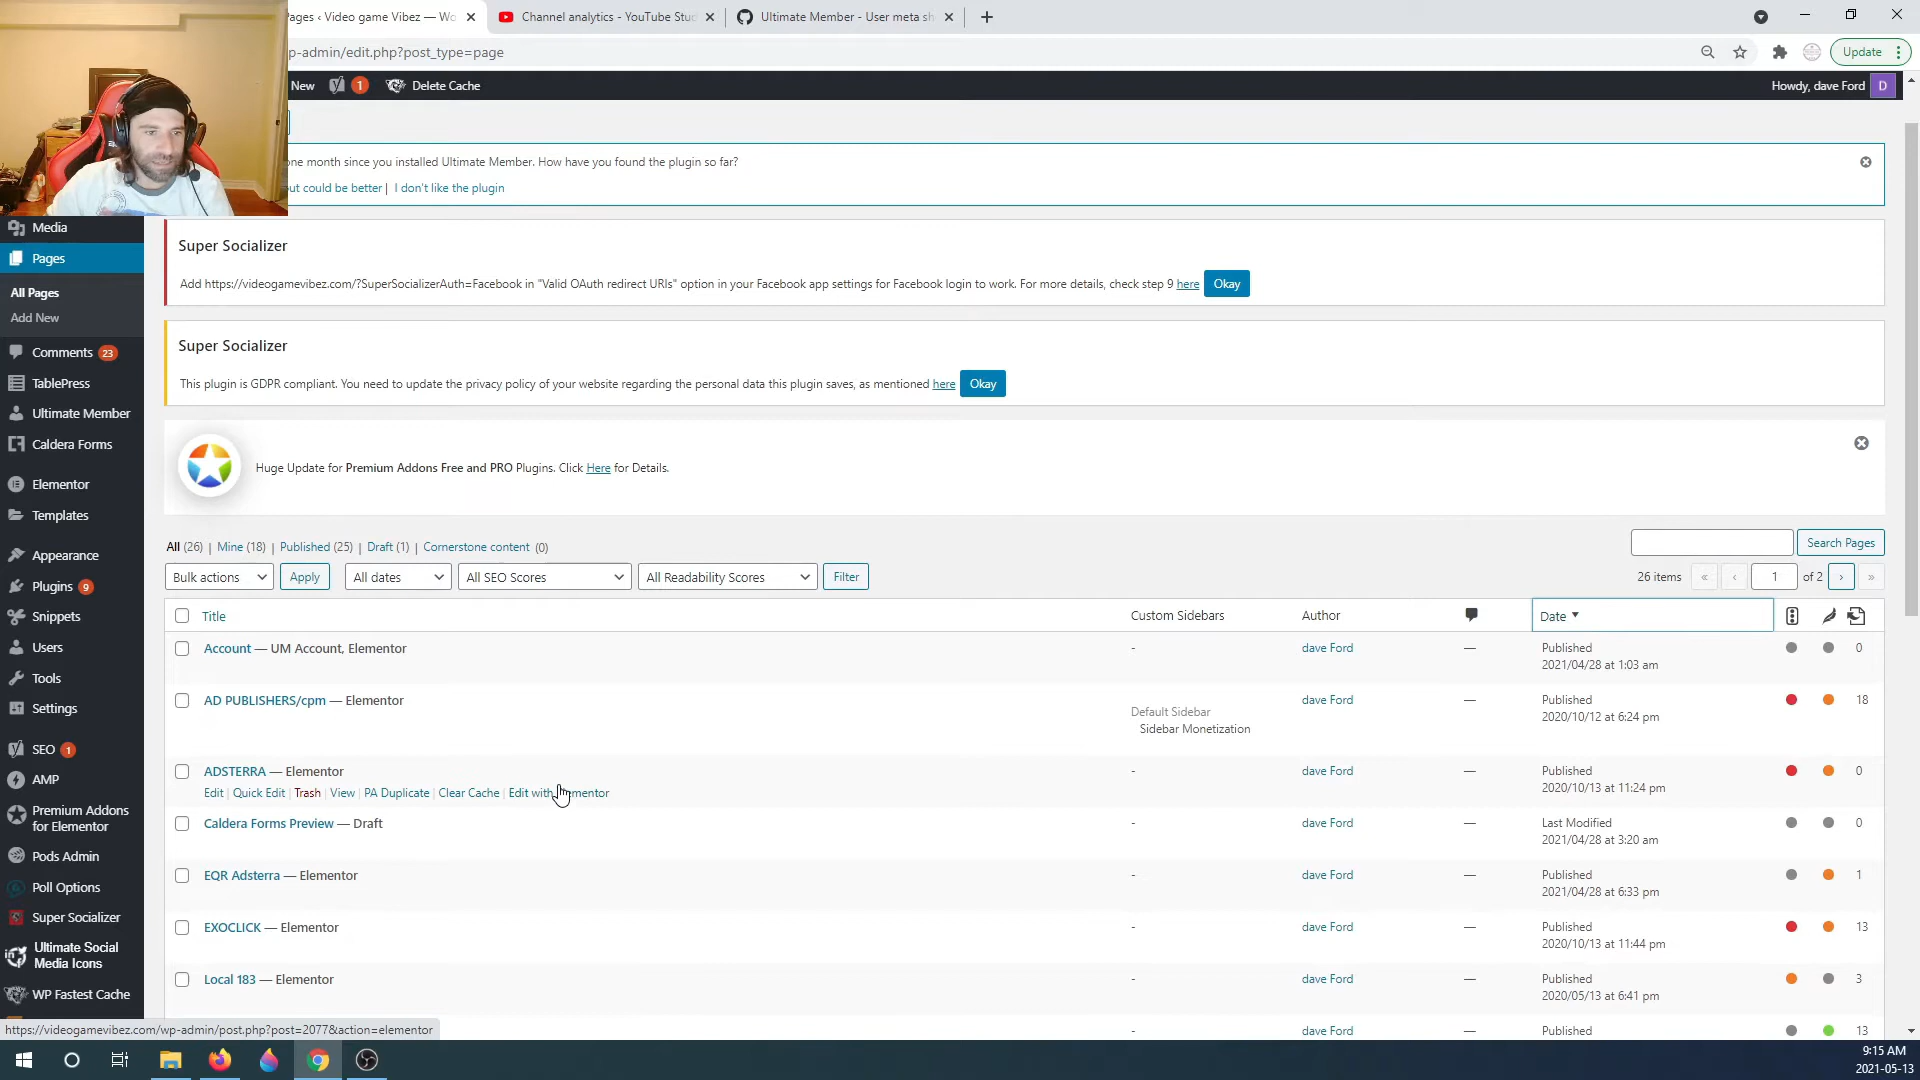 Pages ‹ Video game Vibez — Wo
Channel analytics - YouTube Stud
Ultimate Member - User meta sh
p-admin/edit.php?post_type=page
Update
New
1
Delete Cache
Howdy, dave Ford
D
one month since you installed Ultimate Member. How have you found the plugin so far?
but could be better | I don't like the plugin
Media
Pages
All Pages
Add New
Comments 23
TablePress
Ultimate Member
Caldera Forms
Elementor
Templates
Appearance
Plugins 9
Snippets
Users
Tools
Settings
SEO 1
AMP
Premium Addons
for Elementor
Pods Admin
Poll Options
Super Socializer
Ultimate Social
Media Icons
WP Fastest Cache
Super Socializer
Add https://videogamevibez.com/?SuperSocializerAuth=Facebook in "Valid OAuth redirect URIs" option in your Facebook app settings for Facebook login to work. For more details, check step 9 here Okay
Super Socializer
This plugin is GDPR compliant. You need to update the privacy policy of your website regarding the personal data this plugin saves, as mentioned here Okay
Huge Update for Premium Addons Free and PRO Plugins. Click Here for Details.
All (26) | Mine (18) | Published (25) | Draft (1) | Cornerstone content (0)
Search Pages
Bulk actions Apply All dates All SEO Scores All Readability Scores Filter
26 items « ‹ 1 of 2 › »
Title Custom Sidebars Author Date
Account — UM Account, Elementor - dave Ford — Published 0
2021/04/28 at 1:03 am
AD PUBLISHERS/cpm — Elementor dave Ford — Published 18
Default Sidebar 2020/10/12 at 6:24 pm
Sidebar Monetization
ADSTERRA — Elementor - dave Ford — Published 0
Edit | Quick Edit | Trash | View | PA Duplicate | Clear Cache | Edit with Elementor 2020/10/13 at 11:24 pm
Caldera Forms Preview — Draft - dave Ford — Last Modified 0
2021/04/28 at 3:20 am
EQR Adsterra — Elementor - dave Ford — Published 1
2021/04/28 at 6:33 pm
EXOCLICK — Elementor - dave Ford — Published 13
2020/10/13 at 11:44 pm
Local 183 — Elementor - dave Ford — Published 3
2020/05/13 at 6:41 pm
- dave Ford — Published 13
https://videogamevibez.com/wp-admin/post.php?post=2077&action=elementor
9:15 AM
2021-05-13